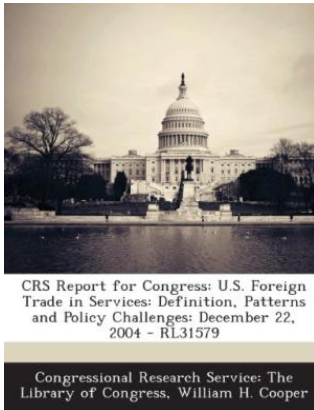 CRS Report for Congress: U.S. Foreign
Trade in Services: Definition, Patterns
and Policy Challenges: December 22,
2004 - RL31579
Congressional Research Service: The
Library of Congress, William H. Cooper